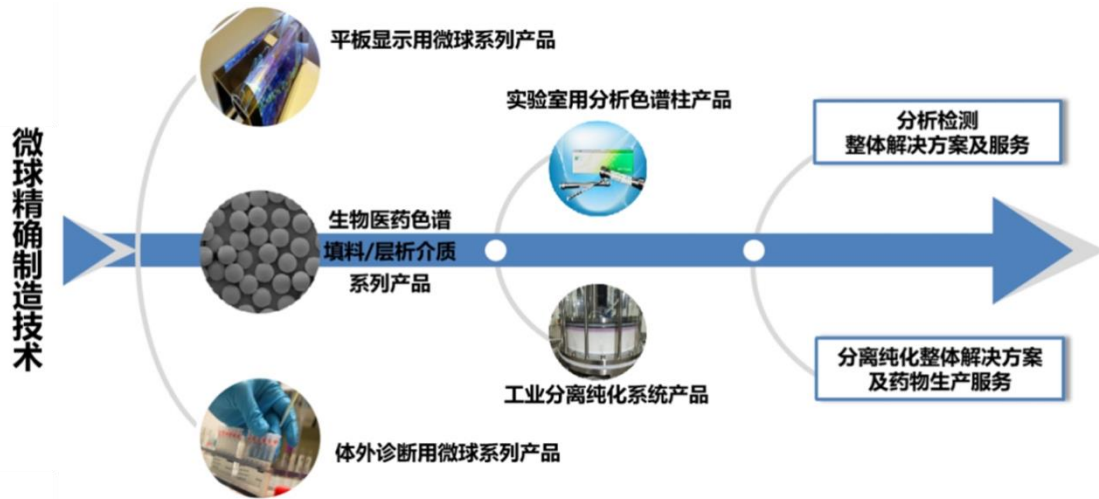 微球精确制造技术
平板显示用微球系列产品
生物医药色谱
填料/层析介质
系列产品
体外诊断用微球系列产品
实验室用分析色谱柱产品
工业分离纯化系统产品
分析检测
整体解决方案及服务
分离纯化整体解决方案
及药物生产服务